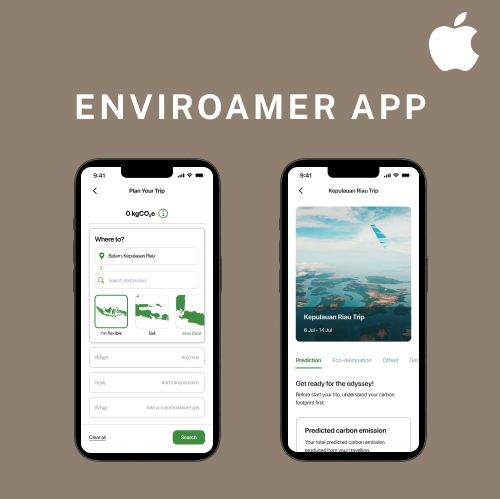 ENVIROAMER APP
9:41
Plan Your Trip
0 kgCO₂e
Where to?
Batam, Kepulauan Riau
Search destination
I'm flexible
Bali
Jawa Barat
When
Any time
How
Add transportation
What
Add accommodation type
Clear all
Search
9:41
Kepulauan Riau Trip
Kepulauan Riau Trip
6 Jul - 14 Jul
Prediction
Eco-destination
Offset
Get
Get ready for the odyssey!
Before start your trip, understand your carbon
footprint first
Predicted carbon emission
Your total predicted carbon emission
produced from your travelling.